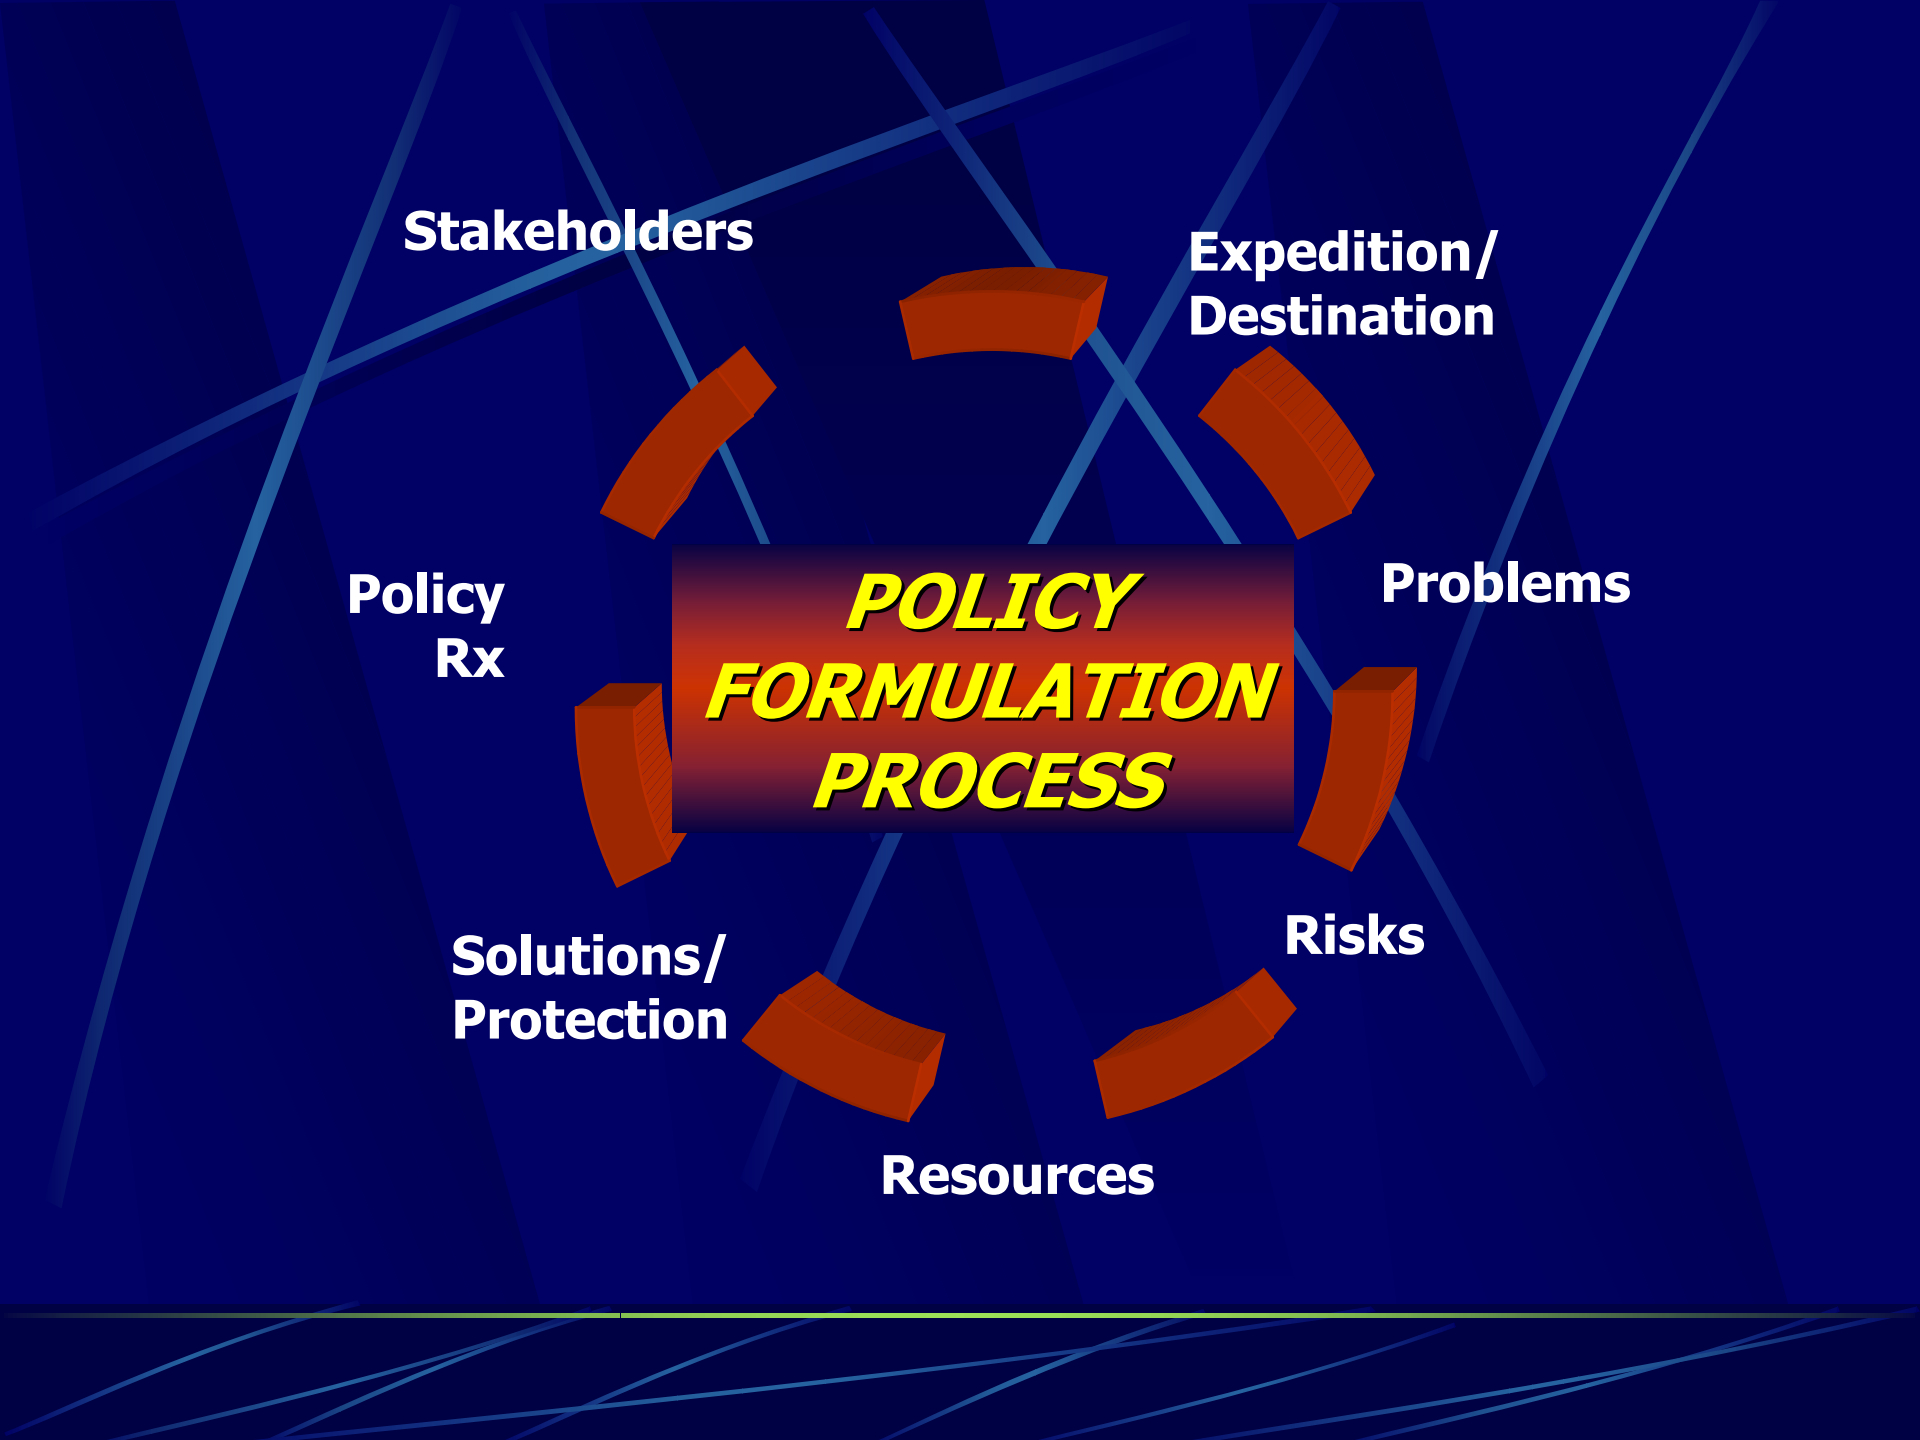 Stakeholders
Expedition/
Destination
Problems
Policy
Rx
POLICY
FORMULATION
PROCESS
Risks
Solutions/
Protection
Resources